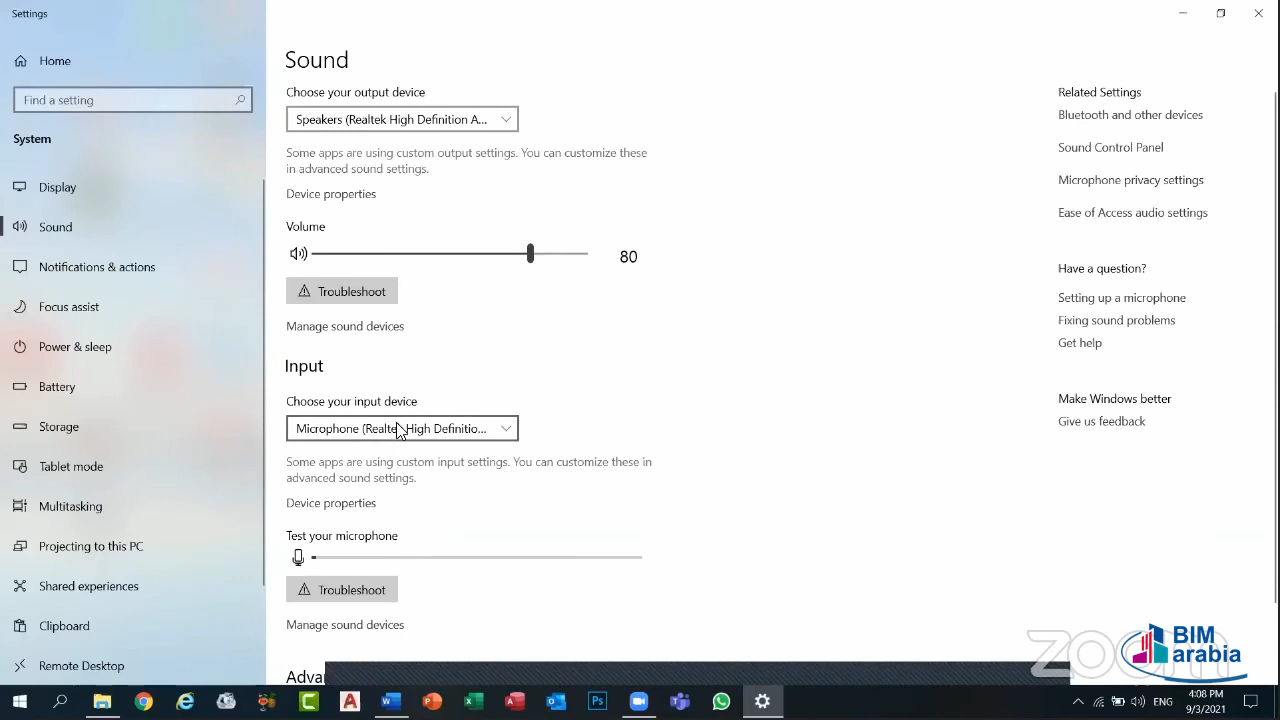 Settings
Home
Find a setting
System
Display
Sound
Notifications & actions
Focus assist
Power & sleep
Battery
Storage
Tablet mode
Multitasking
Projecting to this PC
Shared experiences
Clipboard
Remote Desktop
Sound
Choose your output device
Speakers (Realtek High Definition A...
Some apps are using custom output settings. You can customize these
in advanced sound settings.
Device properties
Volume
80
Troubleshoot
Manage sound devices
Input
Choose your input device
Microphone (Realtek High Definitio...
Some apps are using custom input settings. You can customize these in
advanced sound settings.
Device properties
Test your microphone
Troubleshoot
Manage sound devices
Related Settings
Bluetooth and other devices
Sound Control Panel
Microphone privacy settings
Ease of Access audio settings
Have a question?
Setting up a microphone
Fixing sound problems
Get help
Make Windows better
Give us feedback
zoom
BIM
arabia
Ps
ENG
4:08 PM
9/3/2021